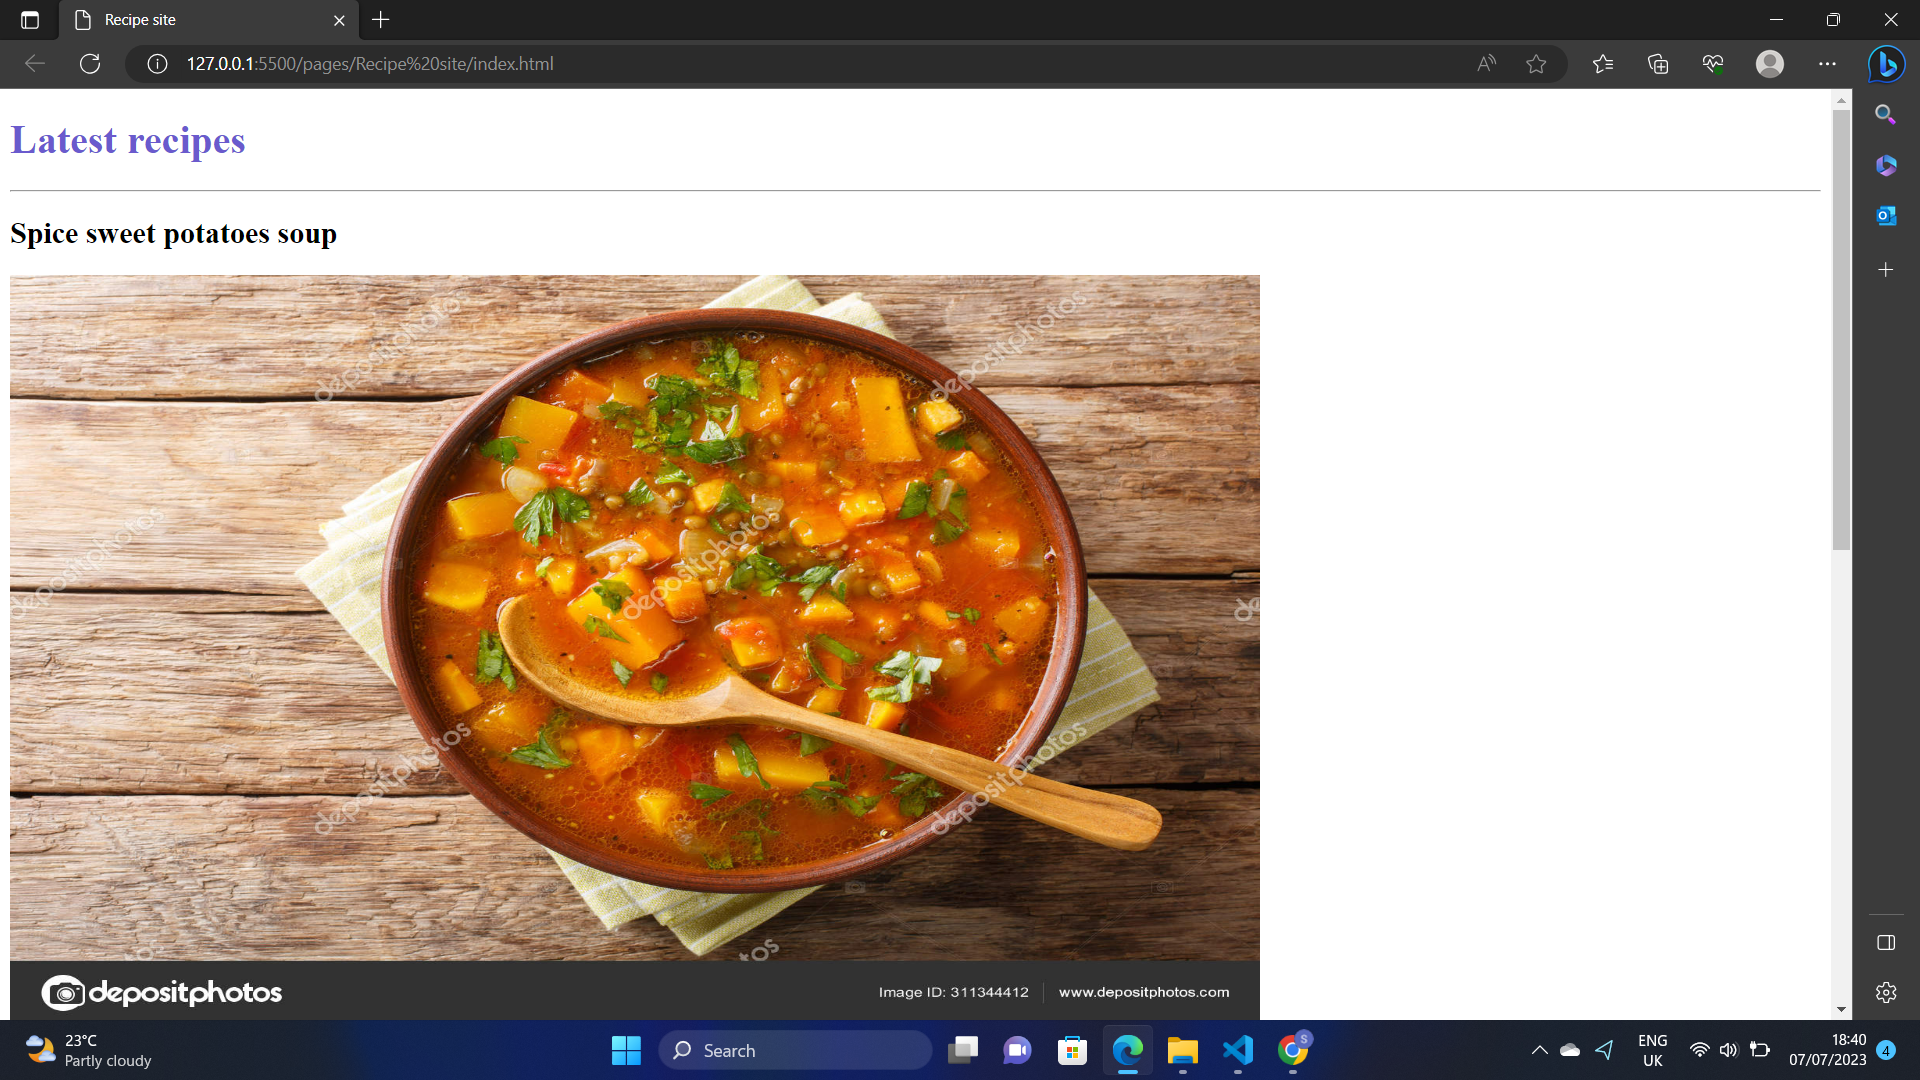 Recipe site
127.0.0.1:5500/pages/Recipe%20site/index.html
Latest recipes
Spice sweet potatoes soup
depositphotos
depositphotos
depositphotos
depositphotos
depositphotos
depositphotos
depositphotos Image ID: 311344412 www.depositphotos.com
23°C
Partly cloudy
Search
S
ENG
UK
18:40
07/07/2023
4